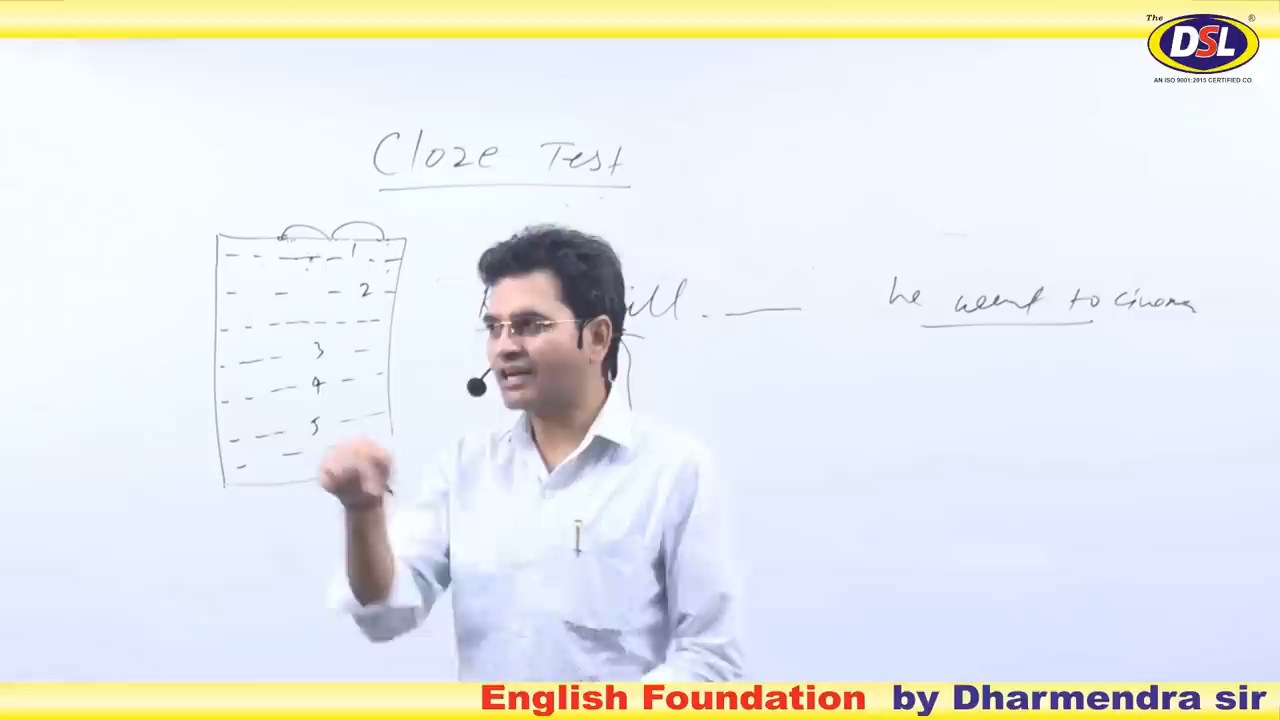 The
®
DSL
AN ISO 9001:2015 CERTIFIED CO.
Cloze Test
1
2
3
4
5
ill. ___
he went to cinema
English Foundation by Dharmendra sir